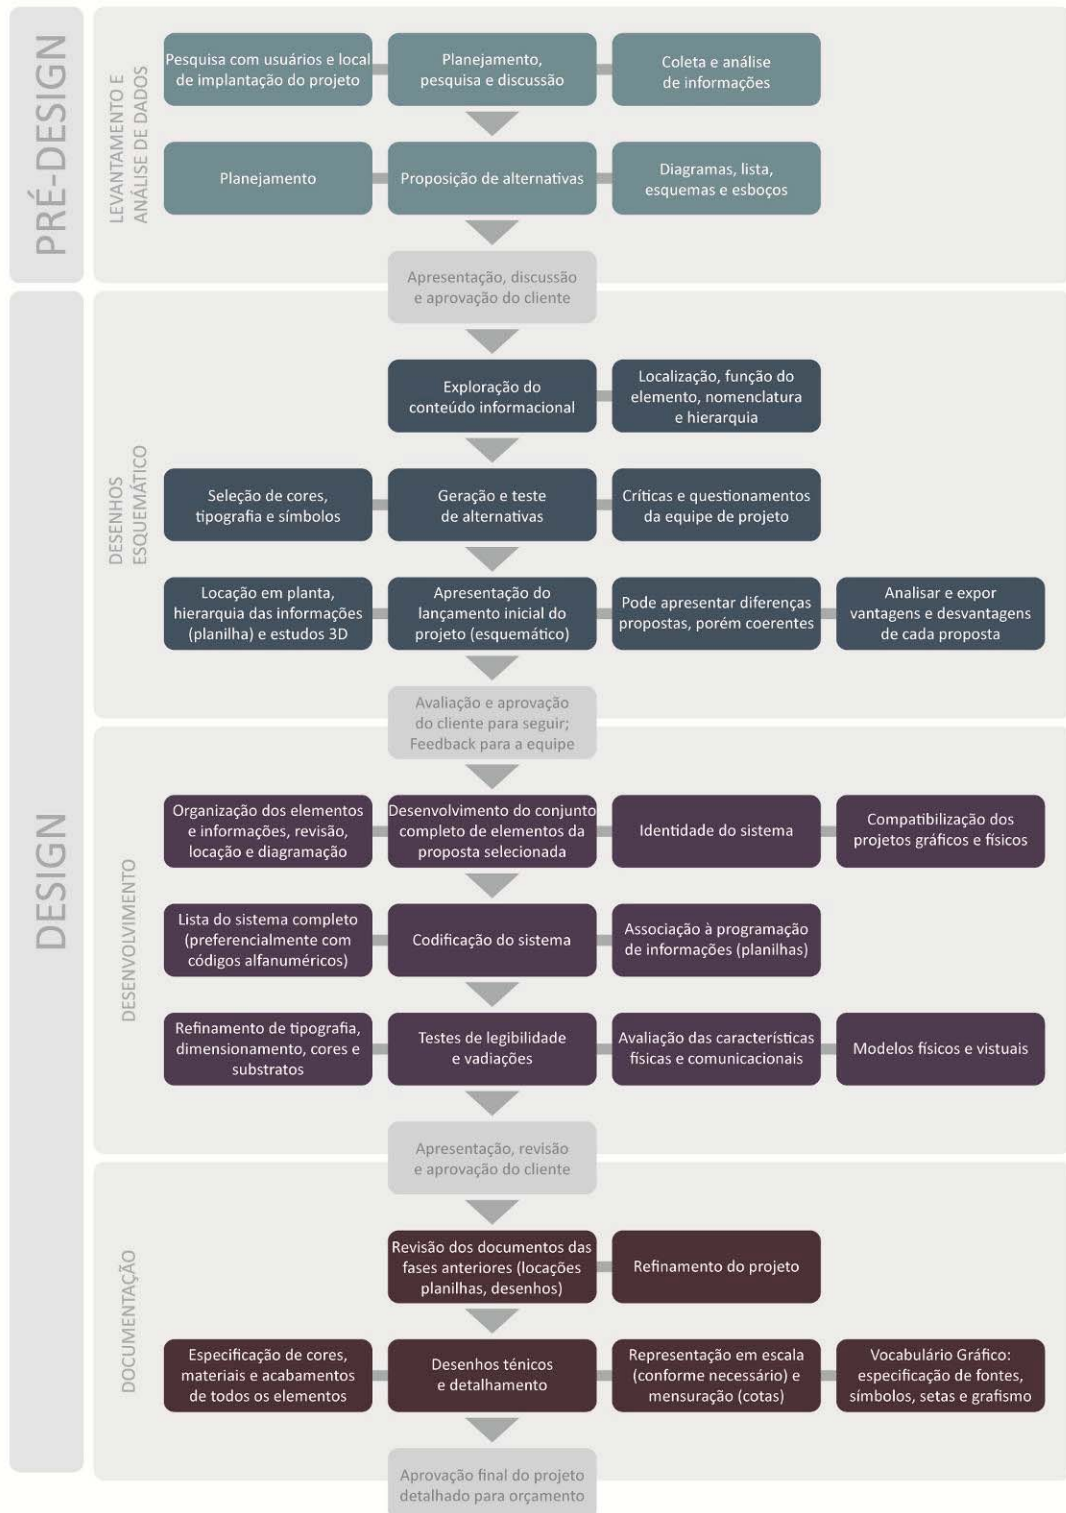 PRÉ-DESIGN
LEVANTAMENTO E
ANÁLISE DE DADOS
Pesquisa com usuários e local
de implantação do projeto
Planejamento,
pesquisa e discussão
Coleta e análise
de informações
Planejamento
Proposição de alternativas
Diagramas, lista,
esquemas e esboços
Apresentação, discussão
e aprovação do cliente
DESIGN
DESENHOS
ESQUEMÁTICO
Exploração do
conteúdo informacional
Localização, função do
elemento, nomenclatura
e hierarquia
Seleção de cores,
tipografia e símbolos
Geração e teste
de alternativas
Críticas e questionamentos
da equipe de projeto
Locação em planta,
hierarquia das informações
(planilha) e estudos 3D
Apresentação do
lançamento inicial do
projeto (esquemático)
Pode apresentar diferenças
propostas, porém coerentes
Analisar e expor
vantagens e desvantagens
de cada proposta
Avaliação e aprovação
do cliente para seguir;
Feedback para a equipe
DESENVOLVIMENTO
Organização dos elementos
e informações, revisão,
locação e diagramação
Desenvolvimento do conjunto
completo de elementos da
proposta selecionada
Identidade do sistema
Compatibilização dos
projetos gráficos e físicos
Lista do sistema completo
(preferencialmente com
códigos alfanuméricos)
Codificação do sistema
Associação à programação
de informações (planilhas)
Refinamento de tipografia,
dimensionamento, cores e
substratos
Testes de legibilidade
e vadiações
Avaliação das características
físicas e comunicacionais
Modelos físicos e vistuais
Apresentação, revisão
e aprovação do cliente
DOCUMENTAÇÃO
Revisão dos documentos das
fases anteriores (locações
planilhas, desenhos)
Refinamento do projeto
Especificação de cores,
materiais e acabamentos
de todos os elementos
Desenhos ténicos
e detalhamento
Representação em escala
(conforme necessário) e
mensuração (cotas)
Vocabulário Gráfico:
especificação de fontes,
símbolos, setas e grafismo
Aprovação final do projeto
detalhado para orçamento